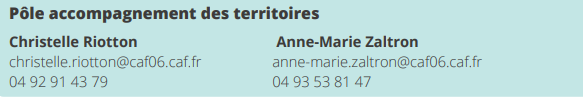 Pôle accompagnement des territoires
Christelle Riotton
christelle.riotton@caf06.caf.fr
04 92 91 43 79
Anne-Marie Zaltron
anne-marie.zaltron@caf06.caf.fr
04 93 53 81 47